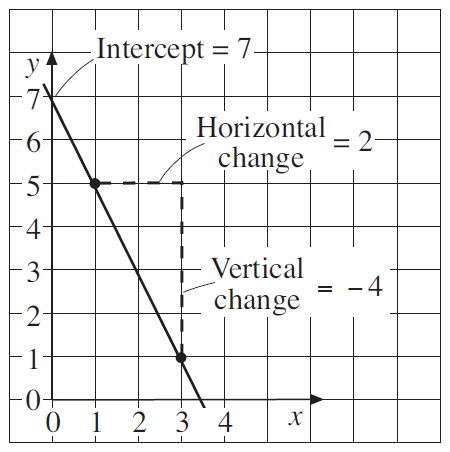 Intercept = 7
y
7
Horizontal
change = 2
6
5
4
Vertical
change = −4
3
2
1
0
0 1 2 3 4 x